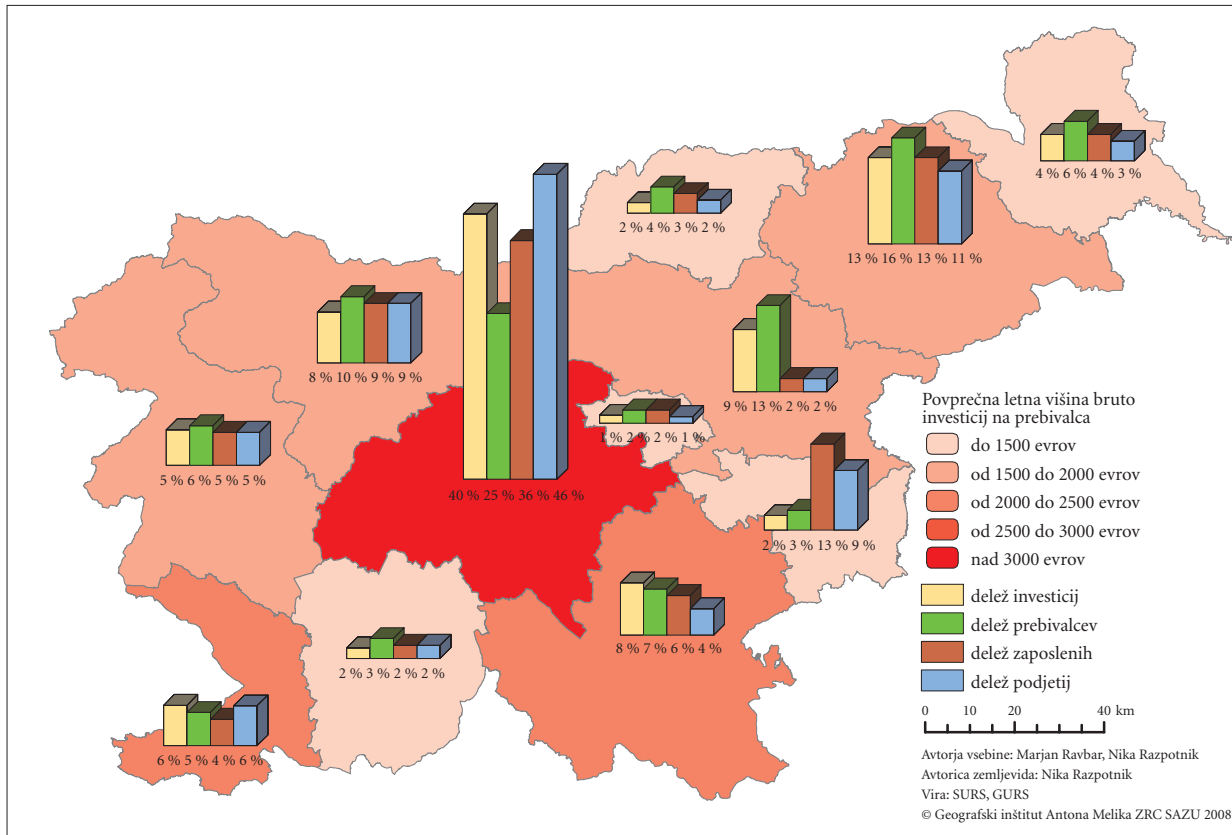 4 % 6 % 4 % 3 %
2 % 4 % 3 % 2 %
13 % 16 % 13 % 11 %
8 % 10 % 9 % 9 %
9 % 13 % 2 % 2 %
1 % 2 % 2 % 1 %
5 % 6 % 5 % 5 %
40 % 25 % 36 % 46 %
2 % 3 % 13 % 9 %
8 % 7 % 6 % 4 %
2 % 3 % 2 % 2 %
6 % 5 % 4 % 6 %
Povprečna letna višina bruto
investicij na prebivalca
do 1500 evrov
od 1500 do 2000 evrov
od 2000 do 2500 evrov
od 2500 do 3000 evrov
nad 3000 evrov
delež investicij
delež prebivalcev
delež zaposlenih
delež podjetij
0 10 20 40 km
Avtorja vsebine: Marjan Ravbar, Nika Razpotnik
Avtorica zemljevida: Nika Razpotnik
Vira: SURS, GURS
© Geografski inštitut Antona Melika ZRC SAZU 2008